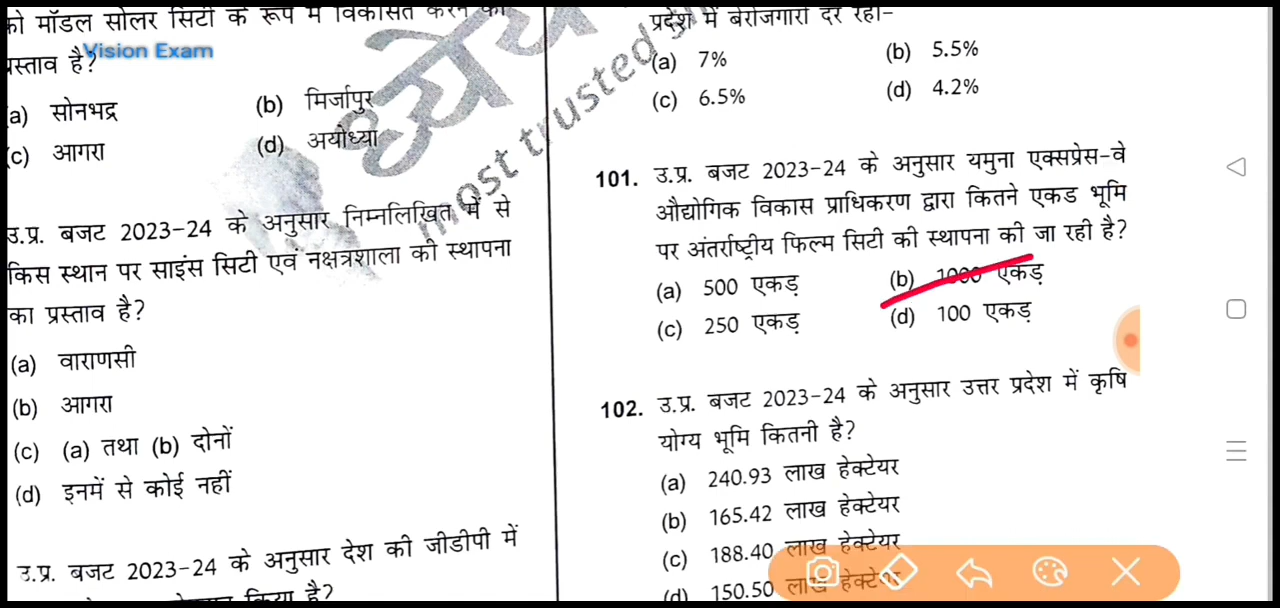 को मॉडल सोलर सिटी के रूप में विकसित करने का
प्रस्ताव है?
Vision Exam
(a) सोनभद्र
(b) मिर्जापुर
(c) आगरा
(d) अयोध्या
उ.प्र. बजट 2023-24 के अनुसार निम्नलिखित में से
किस स्थान पर साइंस सिटी एवं नक्षत्रशाला की स्थापना
का प्रस्ताव है?
(a) वाराणसी
(b) आगरा
(c) (a) तथा (b) दोनों
(d) इनमें से कोई नहीं
उ.प्र. बजट 2023-24 के अनुसार देश की जीडीपी में
किया है?
प्रदेश में बेरोजगारी दर रही-
(a) 7%
(b) 5.5%
(c) 6.5%
(d) 4.2%
101. उ.प्र. बजट 2023-24 के अनुसार यमुना एक्सप्रेस-वे
औद्योगिक विकास प्राधिकरण द्वारा कितने एकड भूमि
पर अंतर्राष्ट्रीय फिल्म सिटी की स्थापना की जा रही है?
(a) 500 एकड़
(b) 1000 एकड़
(c) 250 एकड़
(d) 100 एकड़
102. उ.प्र. बजट 2023-24 के अनुसार उत्तर प्रदेश में कृषि
योग्य भूमि कितनी है?
(a) 240.93 लाख हेक्टेयर
(b) 165.42 लाख हेक्टेयर
(c) 188.40 लाख हेक्टेयर
(d) 150.50 लाख हेक्टेयर
ध्येय
most trusted